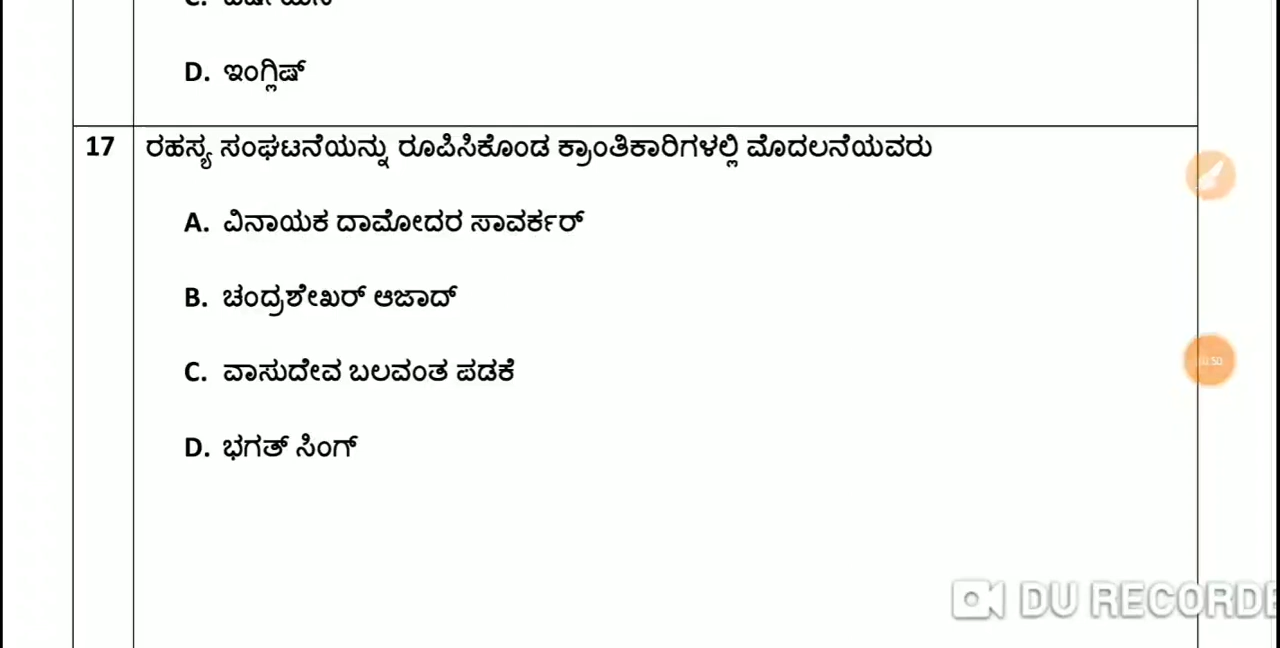 D. ಇಂಗ್ಲಿಷ್
17 ರಹಸ್ಯ ಸಂಘಟನೆಯನ್ನು ರೂಪಿಸಿಕೊಂಡ ಕ್ರಾಂತಿಕಾರಿಗಳಲ್ಲಿ ಮೊದಲನೆಯವರು
A. ವಿನಾಯಕ ದಾಮೋದರ ಸಾವರ್ಕರ್
B. ಚಂದ್ರಶೇಖರ್ ಆಜಾದ್
C. ವಾಸುದೇವ ಬಲವಂತ ಪಡಕೆ
D. ಭಗತ್ ಸಿಂಗ್
DU RECORDE